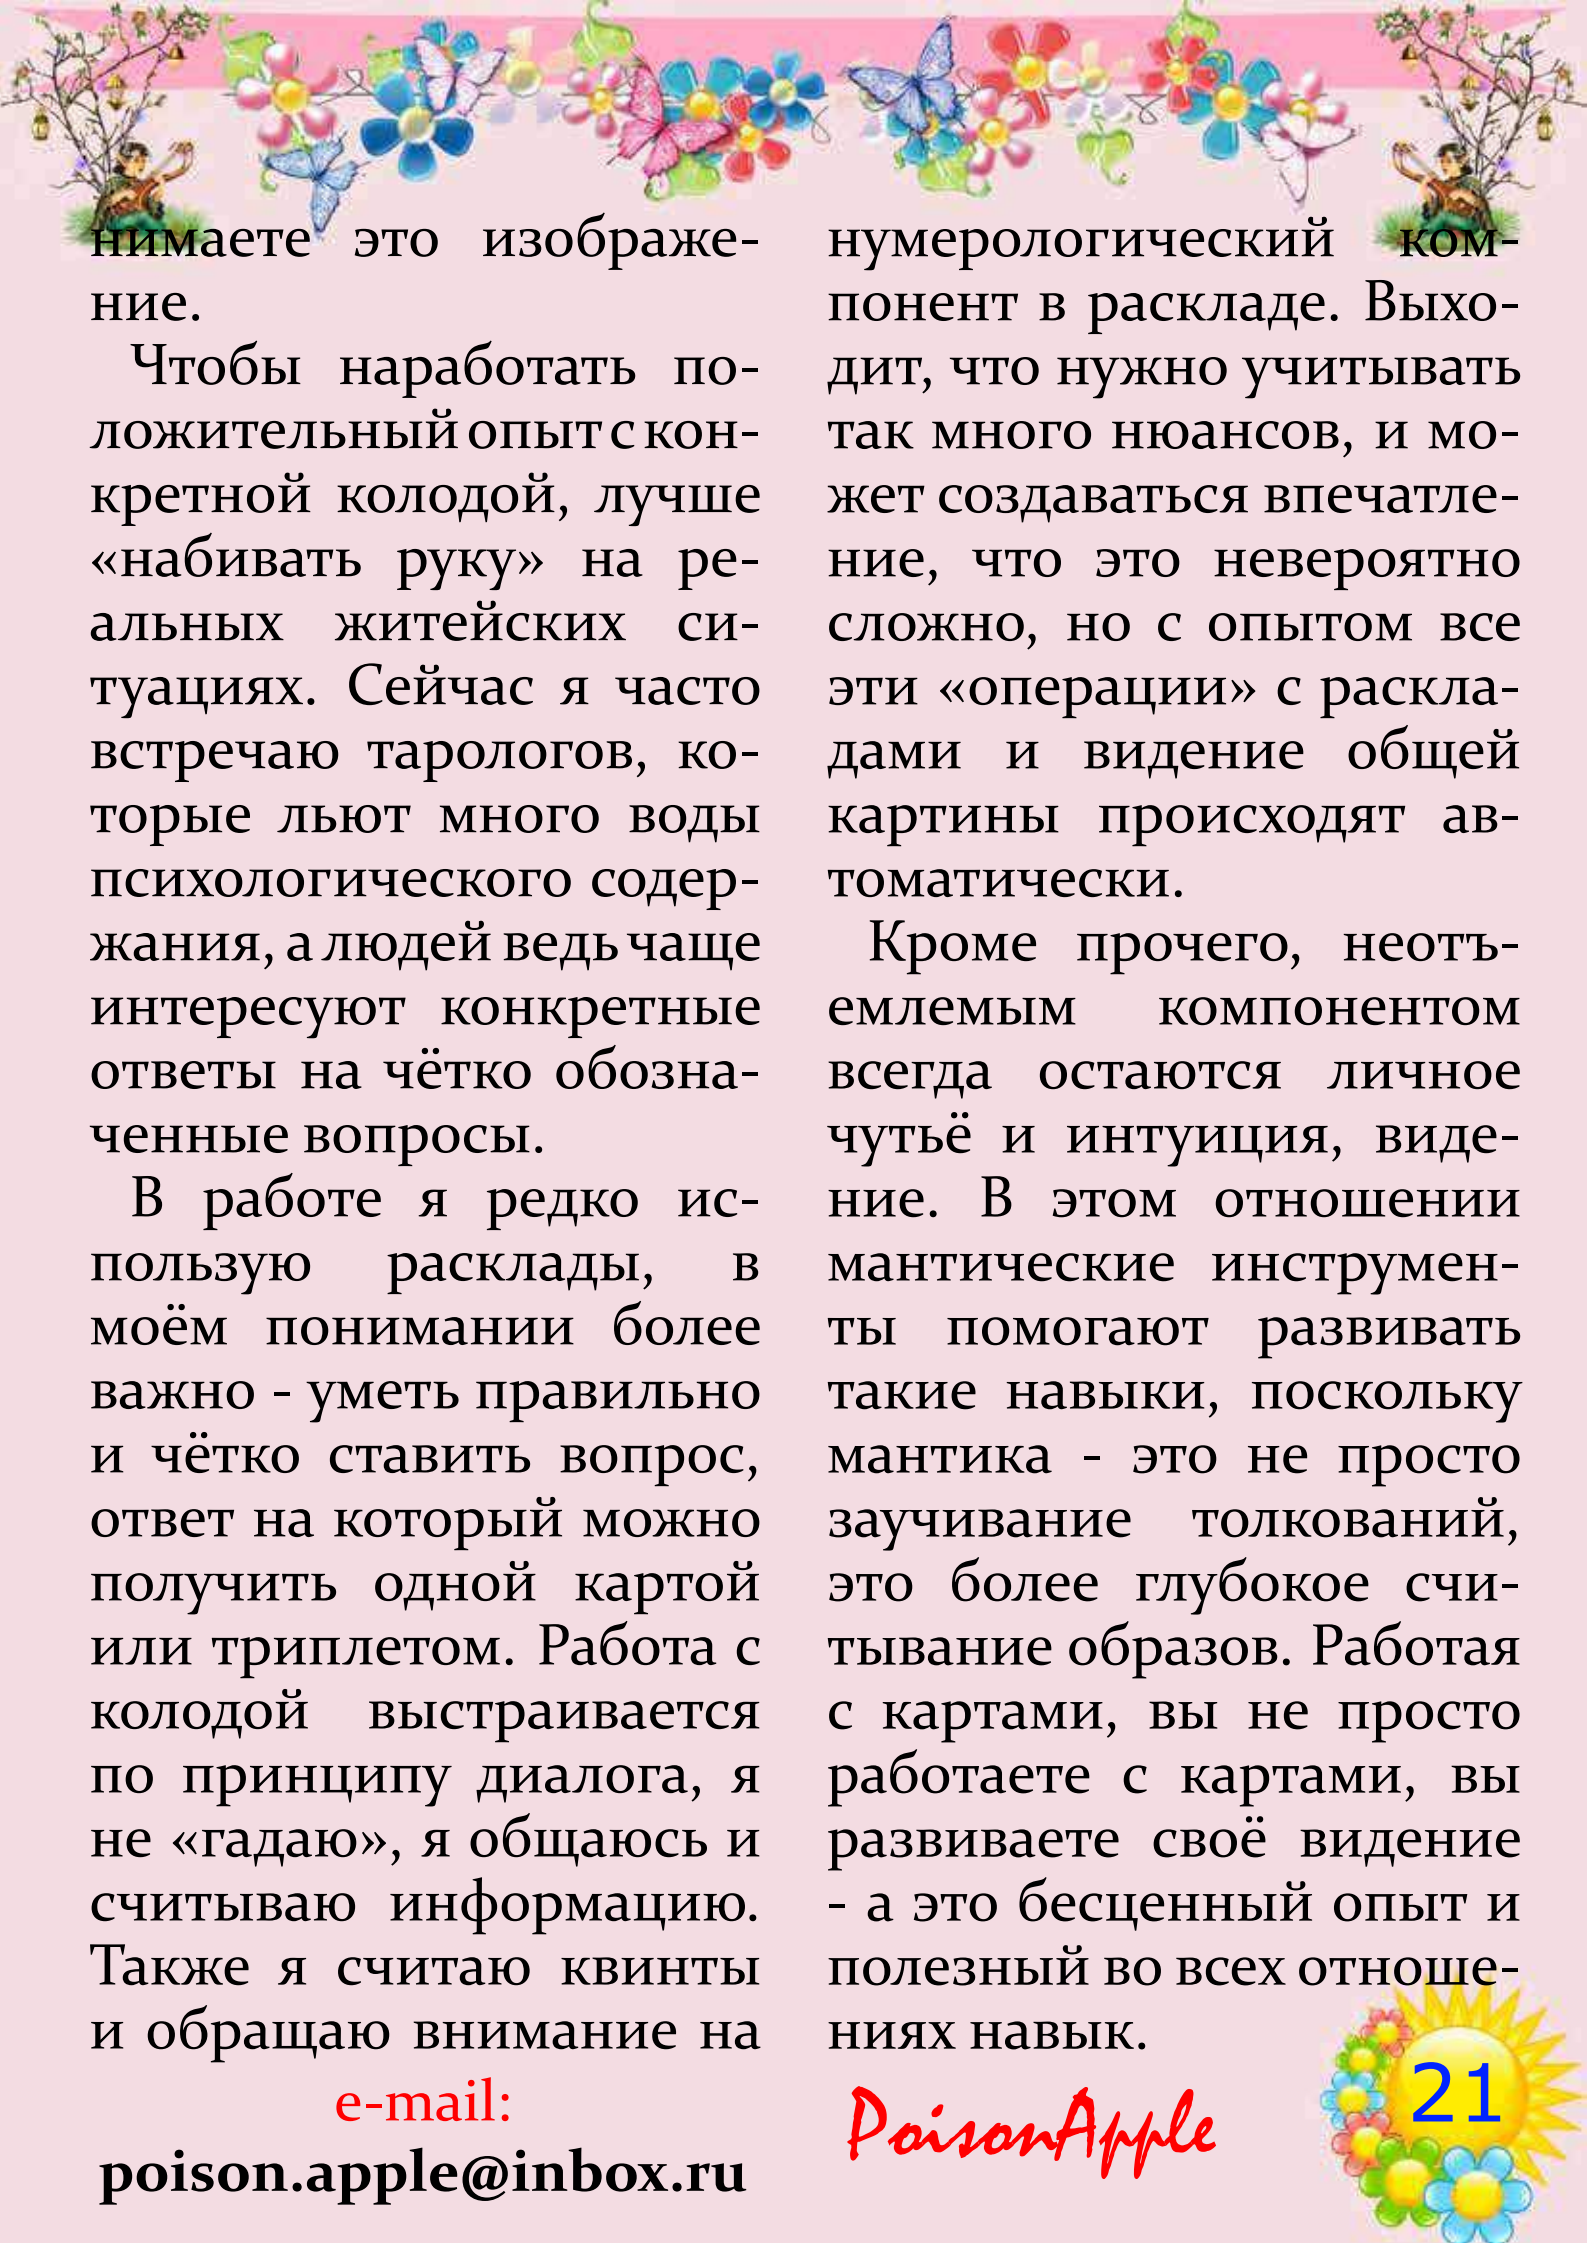 нимаете это изображе-
ние.
Чтобы наработать по-
ложительный опыт с кон-
кретной колодой, лучше
«набивать руку» на ре-
альных житейских си-
туациях. Сейчас я часто
встречаю тарологов, ко-
торые льют много воды
психологического содер-
жания, а людей ведь чаще
интересуют конкретные
ответы на чётко обозна-
ченные вопросы.
В работе я редко ис-
пользую расклады, в
моём понимании более
важно - уметь правильно
и чётко ставить вопрос,
ответ на который можно
получить одной картой
или триплетом. Работа с
колодой выстраивается
по принципу диалога, я
не «гадаю», я общаюсь и
считываю информацию.
Также я считаю квинты
и обращаю внимание на
нумерологический ком-
понент в раскладе. Выхо-
дит, что нужно учитывать
так много нюансов, и мо-
жет создаваться впечатле-
ние, что это невероятно
сложно, но с опытом все
эти «операции» с раскла-
дами и видение общей
картины происходят ав-
томатически.
Кроме прочего, неотъ-
емлемым компонентом
всегда остаются личное
чутьё и интуиция, виде-
ние. В этом отношении
мантические инструмен-
ты помогают развивать
такие навыки, поскольку
мантика - это не просто
заучивание толкований,
это более глубокое счи-
тывание образов. Работая
с картами, вы не просто
работаете с картами, вы
развиваете своё видение
- а это бесценный опыт и
полезный во всех отноше-
ниях навык.
e-mail:
poison.apple@inbox.ru
PoisonApple
21